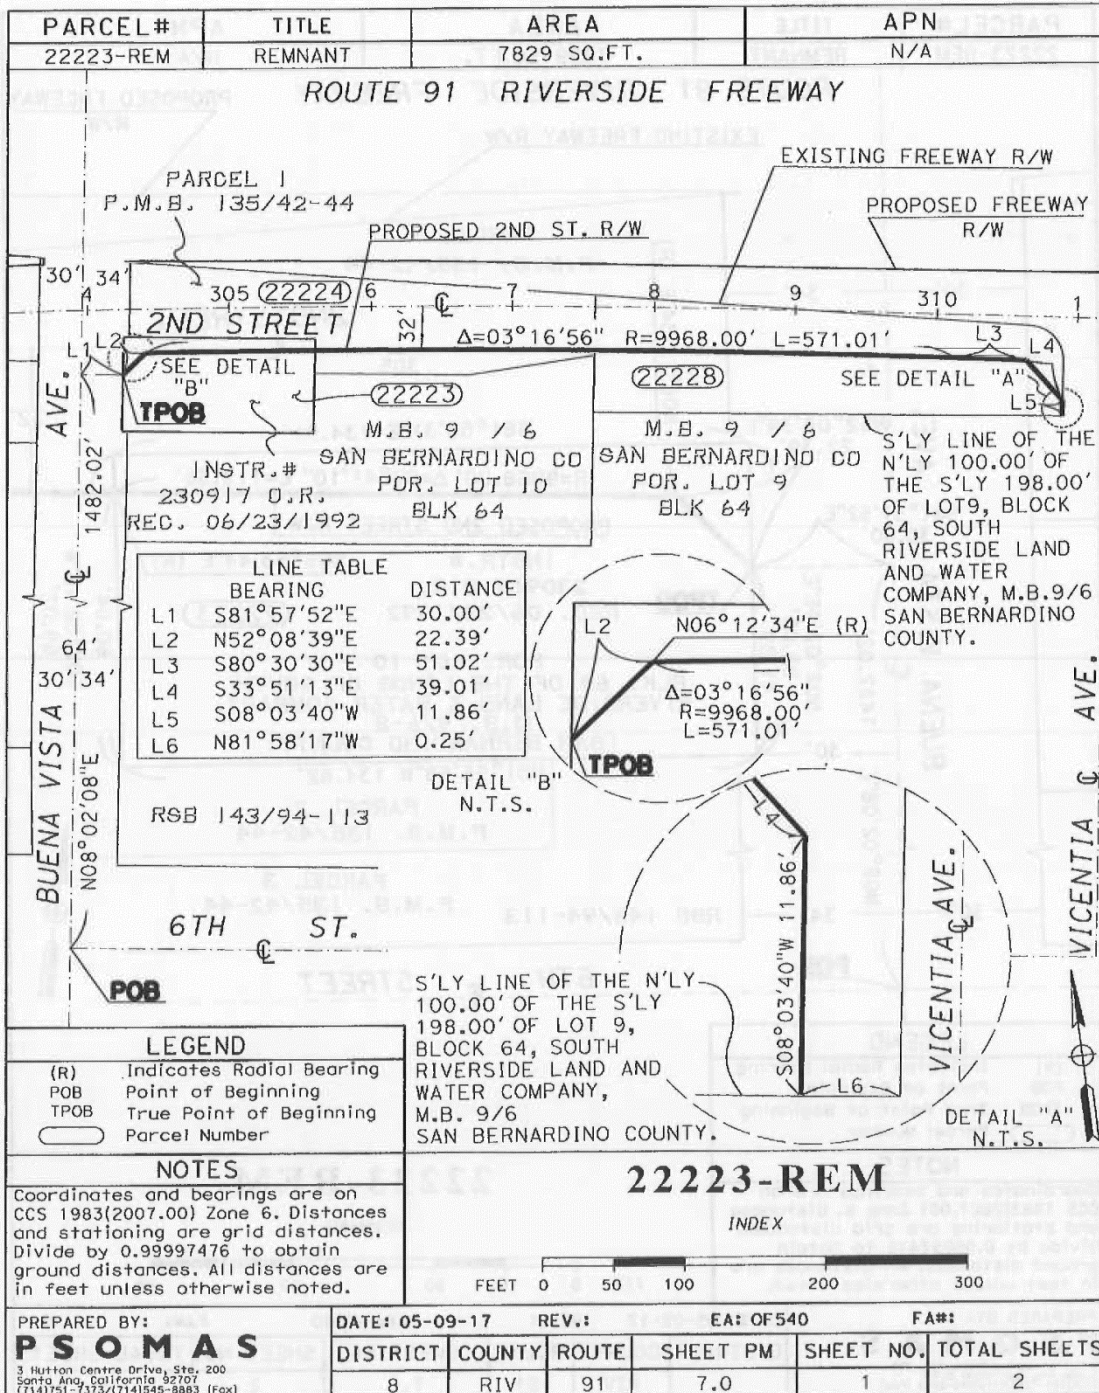 PARCEL# TITLE AREA APN
22223-REM REMNANT 7829 SQ.FT. N/A
ROUTE 91 RIVERSIDE FREEWAY
EXISTING FREEWAY R/W
PARCEL 1
P.M.B. 135/42-44
PROPOSED FREEWAY
R/W
PROPOSED 2ND ST. R/W
30' 34'
4 305 22224 6 ℄ 7 8 9 310 1
2ND STREET
32'
Δ=03°16'56" R=9968.00' L=571.01'
L3
L4
L1 L2
SEE DETAIL
"B"
TPOB
22223
22228
SEE DETAIL "A"
L5
M.B. 9 / 6
SAN BERNARDINO CO
POR. LOT 10
BLK 64
M.B. 9 / 6
SAN BERNARDINO CO
POR. LOT 9
BLK 64
S'LY LINE OF THE
N'LY 100.00' OF
THE S'LY 198.00'
OF LOT9, BLOCK
64, SOUTH
RIVERSIDE LAND
AND WATER
COMPANY, M.B.9/6
SAN BERNARDINO
COUNTY.
INSTR.#
230917 O.R.
REC. 06/23/1992
1482.02'
℄
64'
30' 34'
BUENA VISTA AVE.
N08°02'08"E
LINE TABLE
BEARING DISTANCE
L1 S81°57'52"E 30.00'
L2 N52°08'39"E 22.39'
L3 S80°30'30"E 51.02'
L4 S33°51'13"E 39.01'
L5 S08°03'40"W 11.86'
L6 N81°58'17"W 0.25'
L2
N06°12'34"E (R)
Δ=03°16'56"
R=9968.00'
L=571.01'
TPOB
DETAIL "B"
N.T.S.
RSB 143/94-113
6TH ℄ ST.
POB
L4
S08°03'40"W 11.86'
L6
VICENTIA AVE.
℄
VICENTIA ℄ AVE.
DETAIL "A"
N.T.S.
S'LY LINE OF THE N'LY
100.00' OF THE S'LY
198.00' OF LOT 9,
BLOCK 64, SOUTH
RIVERSIDE LAND AND
WATER COMPANY,
M.B. 9/6
SAN BERNARDINO COUNTY.
LEGEND
(R) Indicates Radial Bearing
POB Point of Beginning
TPOB True Point of Beginning
Parcel Number
NOTES
Coordinates and bearings are on
CCS 1983(2007.00) Zone 6. Distances
and stationing are grid distances.
Divide by 0.99997476 to obtain
ground distances. All distances are
in feet unless otherwise noted.
22223-REM
INDEX
FEET 0 50 100 200 300
PREPARED BY:
PSOMAS
3 Hutton Centre Drive, Ste. 200
Santa Ana, California 92707
(714)751-7373/(714)545-8883 (Fax)
DATE: 05-09-17 REV.: EA: OF540 FA#:
DISTRICT COUNTY ROUTE SHEET PM SHEET NO. TOTAL SHEETS
8 RIV 91 7.0 1 2